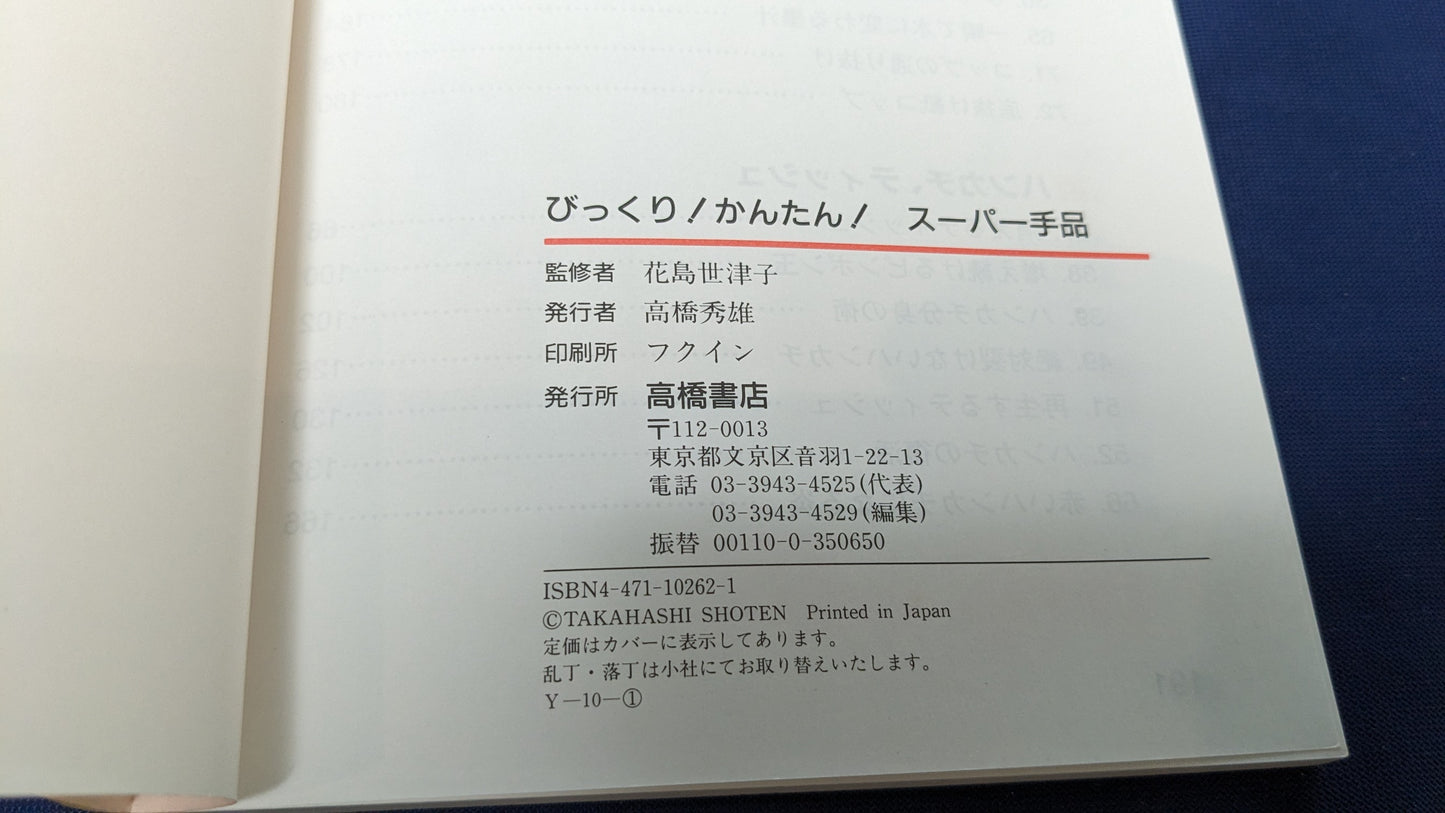 びっくり!かんたん! スーパー手品
監修者 花島世津子
発行者 高橋秀雄
印刷所 フクイン
発行所 高橋書店
〒112-0013
東京都文京区音羽1-22-13
電話 03-3943-4525(代表)
03-3943-4529(編集)
振替 00110-0-350650
ISBN4-471-10262-1
©TAKAHASHI SHOTEN Printed in Japan
定価はカバーに表示してあります。
乱丁・落丁は小社にてお取り替えいたします。
Y—10—①